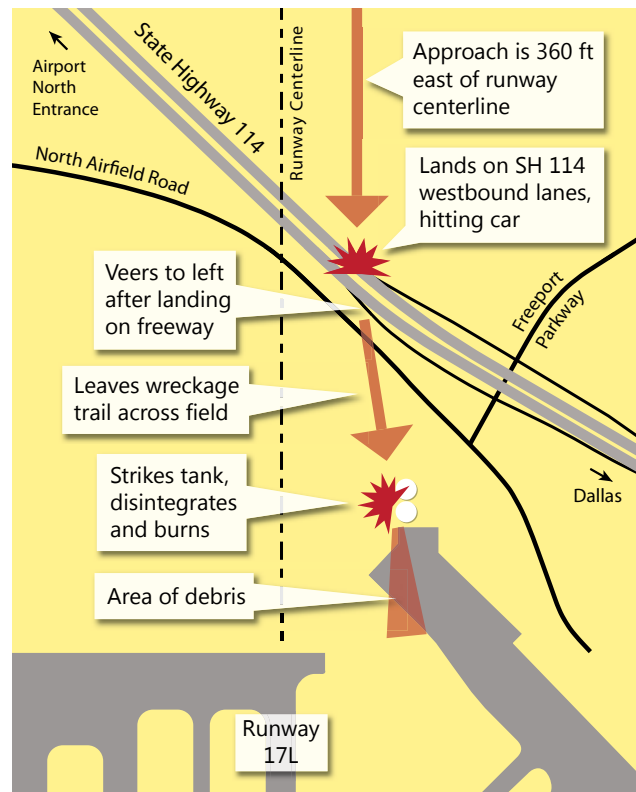 Airport
North
Entrance
State Highway 114
Runway Centerline
Approach is 360 ft
east of runway
centerline
North Airfield Road
Lands on SH 114
westbound lanes,
hitting car
Veers to left
after landing
on freeway
Freeport
Parkway
Leaves wreckage
trail across field
Strikes tank,
disintegrates
and burns
Dallas
Area of debris
Runway
17L